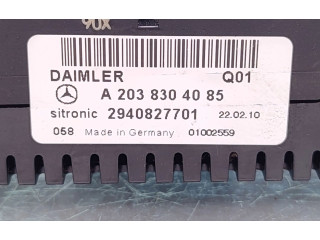 90X
DAIMLER Q01
A 203 830 40 85
sitronic 2940827701 22.02.10
058 Made in Germany 01002559